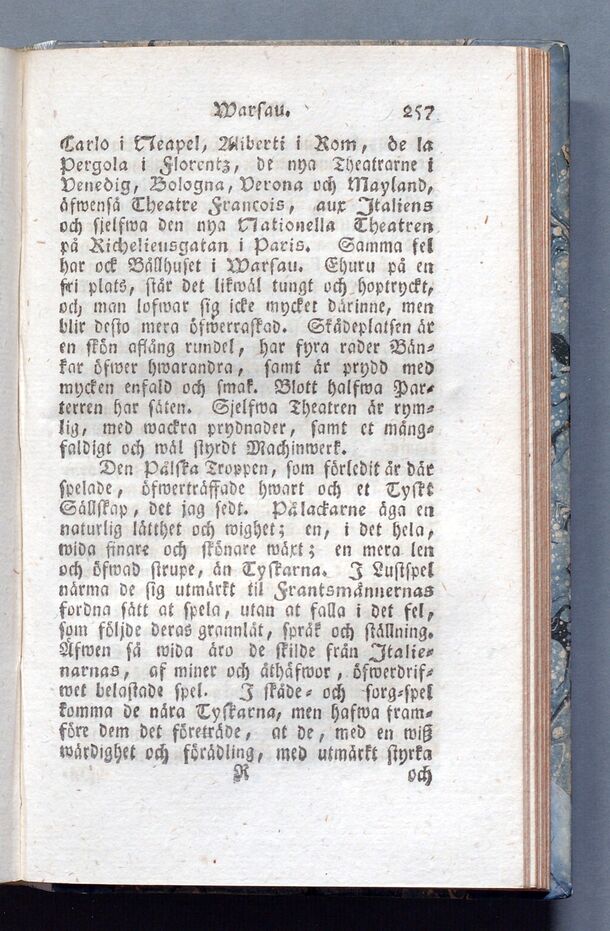 Warsau. 257
Carlo i Neapel, Aliberti i Rom, de la
Pergola i Florentz, de nya Theatrarne i
Venedig, Bologna, Verona och Mayland,
äfwenså Theatre Francois, aux Italiens
och sjelfwa den nya Nationella Theatren
på Richelieusgatan i Paris. Samma fel
har ock Bällhuset i Warsau. Ehuru på en
fri plats, står det likwäl tungt och hoptryckt,
och man lofwar sig icke mycket därinne, men
blir desto mera öfwerraskad. Skådeplatsen är
en skön aflång rundel, har fyra rader Bän=
kar öfwer hwarandra, samt är prydd med
mycken enfald och smak. Blott halfwa Par=
terren har säten. Sjelfwa Theatren är rym=
lig, med wackra prydnader, samt et mång=
faldigt och wäl styrdt Machinwerk.
Den Pålska Troppen, som förledit år där
spelade, öfwerträffade hwart och et Tyskt
Sällskap, det jag sedt. Pålackarne äga en
naturlig lätthet och wighet; en, i det hela,
wida finare och skönare wäxt; en mera len
och öfwad strupe, än Tyskarna. I Lustspel
närma de sig utmärkt til Frantsmännernas
fordna sätt at spela, utan at falla i det fel,
som följde deras grannlåt, språk och ställning.
Äfwen så wida äro de skilde från Italie=
narnas, af miner och åthäfwor, öfwerdrif=
wet belastade spel. I skåde= och sorg=spel
komma de nära Tyskarna, men hafwa fram=
före dem det företräde, at de, med en wiß
wärdighet och förädling, med utmärkt styrka
R och